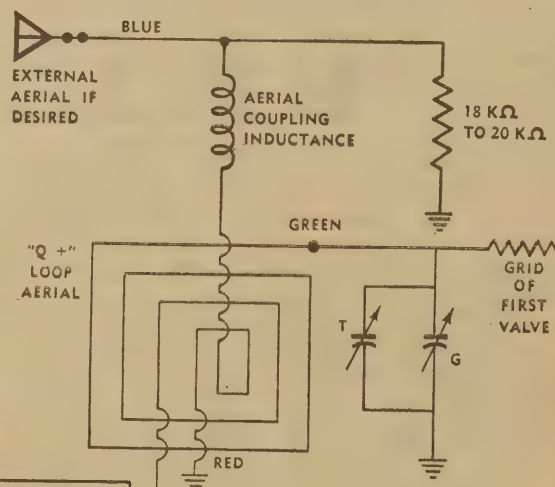 BLUE
EXTERNAL
AERIAL IF
DESIRED
AERIAL
COUPLING
INDUCTANCE
18 KΩ
TO 20 KΩ
GREEN
"Q +"
LOOP
AERIAL
GRID
OF
FIRST
VALVE
T
G
RED